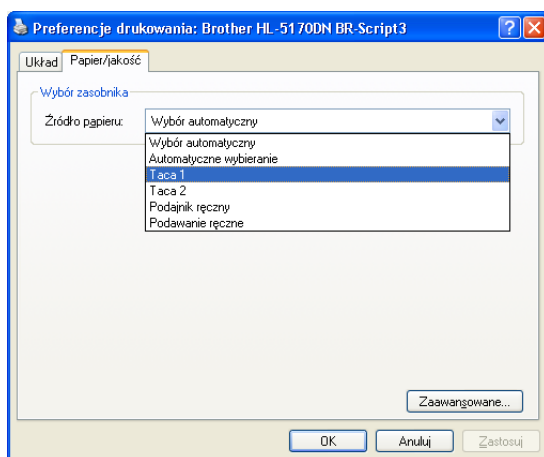 Preferencje drukowania: Brother HL-5170DN BR-Script3
Układ Papier/jakość
Wybór zasobnika
Źródło papieru: Wybór automatyczny
Wybór automatyczny
Automatyczne wybieranie
Taca 1
Taca 2
Podajnik ręczny
Podawanie ręczne
Zaawansowane...
OK Anuluj Zastosuj